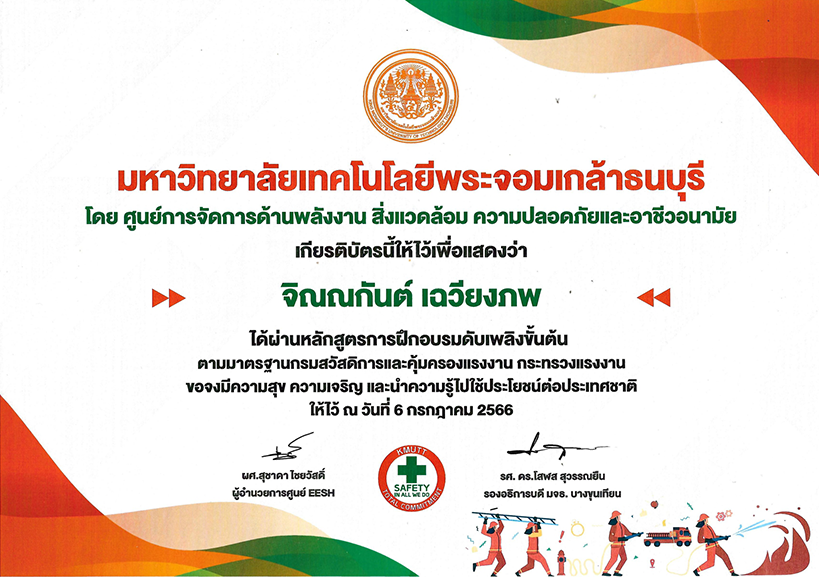 มหาวิทยาลัยเทคโนโลยีพระจอมเกล้าธนบุรี
โดย ศูนย์การจัดการด้านพลังงาน สิ่งแวดล้อม ความปลอดภัยและอาชีวอนามัย
เกียรติบัตรนี้ให้ไว้เพื่อแสดงว่า
จิณณกันต์ เฉวียงภพ
ได้ผ่านหลักสูตรการฝึกอบรมดับเพลิงขั้นต้น
ตามมาตรฐานกรมสวัสดิการและคุ้มครองแรงงาน กระทรวงแรงงาน
ขอจงมีความสุข ความเจริญ และนำความรู้ไปใช้ประโยชน์ต่อประเทศชาติ
ให้ไว้ ณ วันที่ 6 กรกฎาคม 2566
ผศ.สุชาดา ไชยวัสดิ์
ผู้อำนวยการศูนย์ EESH
KMUTT
SAFETY
IN ALL WE DO
TOTAL COMMITMENT
รศ. ดร.โสฬส สุวรรณยืน
รองอธิการบดี มจธ. บางขุนเทียน